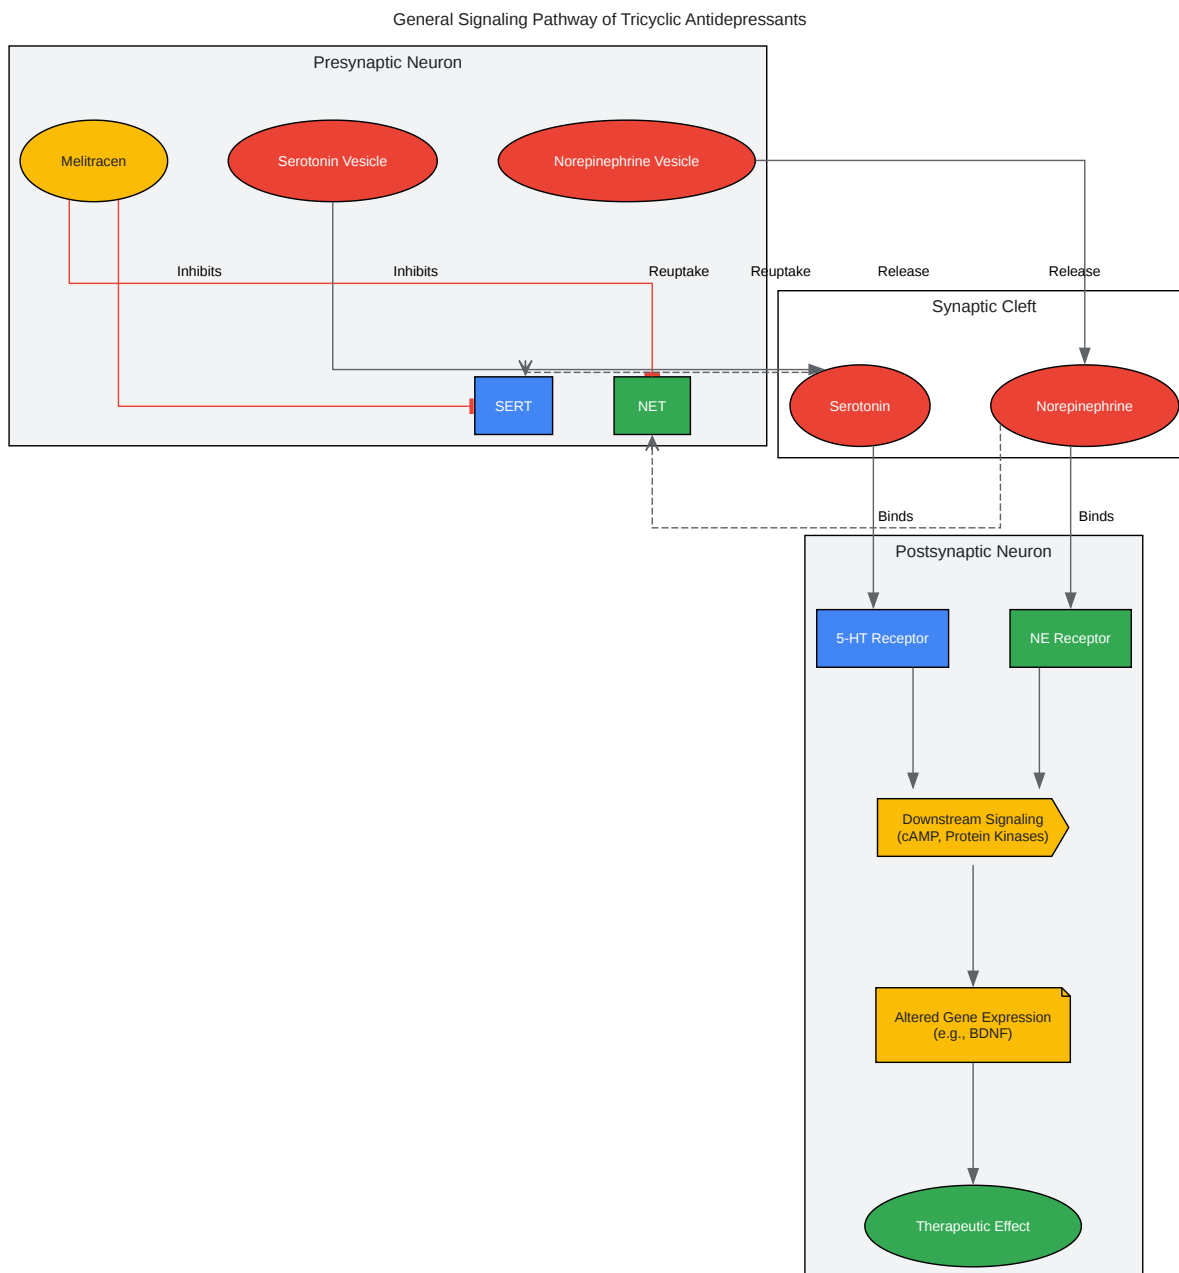 General Signaling Pathway of Tricyclic Antidepressants
Presynaptic Neuron
Melitracen
Serotonin Vesicle
Norepinephrine Vesicle
Inhibits
Inhibits
Reuptake
Reuptake
Release
Release
Synaptic Cleft
SERT
NET
Serotonin
Norepinephrine
Binds
Binds
Postsynaptic Neuron
5-HT Receptor
NE Receptor
Downstream Signaling
(cAMP, Protein Kinases)
Altered Gene Expression
(e.g., BDNF)
Therapeutic Effect